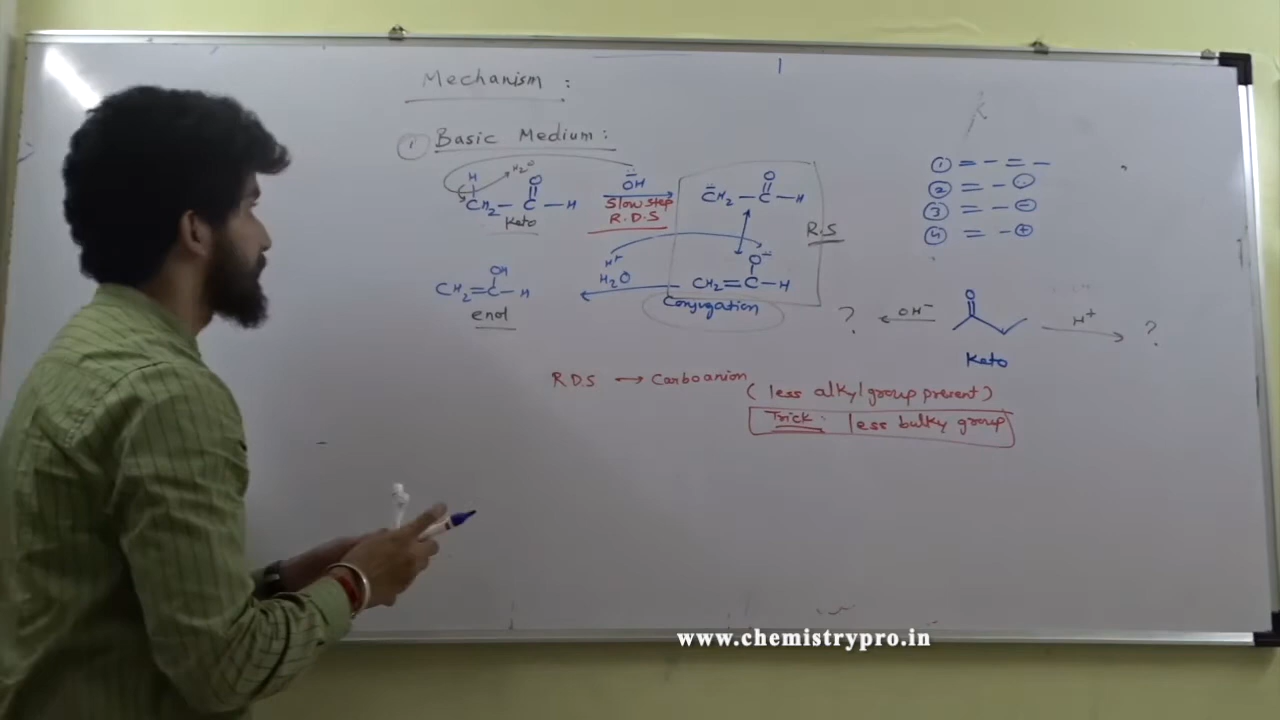 Mechanism :
① Basic Medium :
H H₂O ⁻:OH
CH₂ — C — H
O
Keto
Slow step
R.D.S
⁻:CH₂ — C — H
O
R.S
O⁻
CH₂ = C — H
Conjugation
H⁺
H₂O
OH
CH₂ = C — H
enol
① = — = —
② = — ·
③ = — ⊖
④ = — ⊕
? OH⁻ O H⁺ ?
Keto
R.D.S → Carboanion
( less alkyl group present )
Trick : less bulky group
www.chemistrypro.in